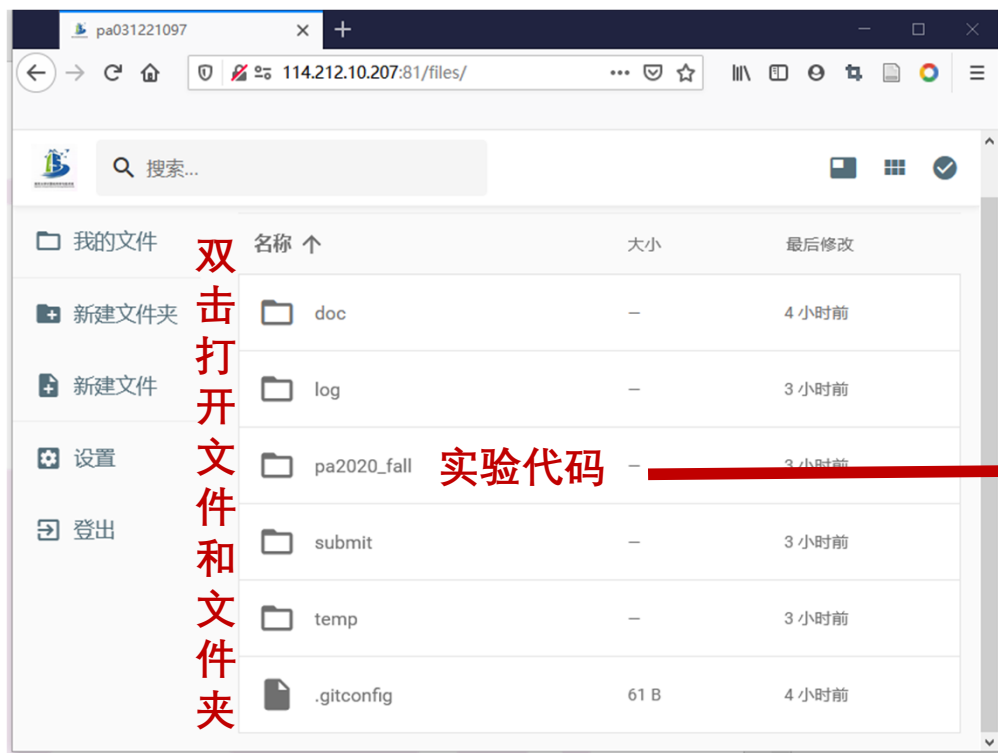 pa031221097
114.212.10.207:81/files/
搜索...
我的文件
新建文件夹
新建文件
设置
登出
双击打开文件和文件夹
名称 大小 最后修改
doc — 4 小时前
log — 3 小时前
pa2020_fall 实验代码 — 3 小时前
submit — 3 小时前
temp — 3 小时前
.gitconfig 61 B 4 小时前